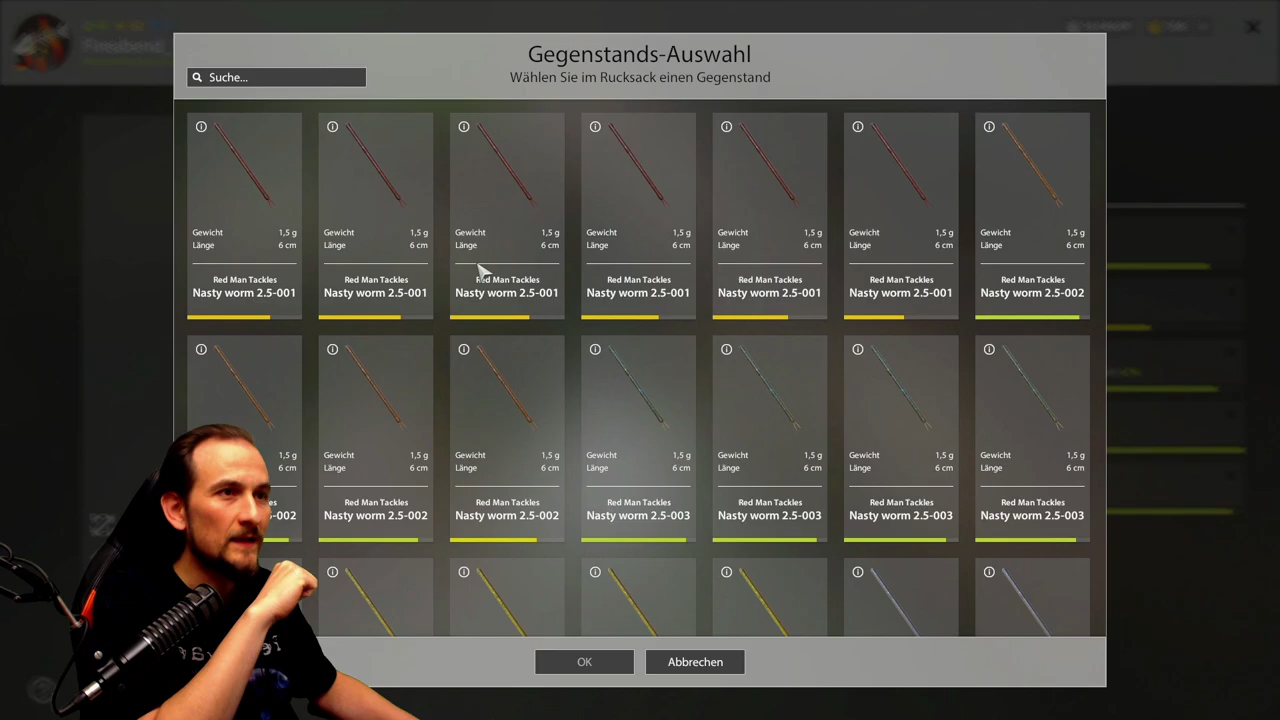 Gegenstands-Auswahl
Wählen Sie im Rucksack einen Gegenstand
Suche...
Gewicht 1,5 g Gewicht 1,5 g Gewicht 1,5 g Gewicht 1,5 g Gewicht 1,5 g Gewicht 1,5 g Gewicht 1,5 g
Länge 6 cm Länge 6 cm Länge 6 cm Länge 6 cm Länge 6 cm Länge 6 cm Länge 6 cm
Red Man Tackles Red Man Tackles Red Man Tackles Red Man Tackles Red Man Tackles Red Man Tackles Red Man Tackles
Nasty worm 2.5-001 Nasty worm 2.5-001 Nasty worm 2.5-001 Nasty worm 2.5-001 Nasty worm 2.5-001 Nasty worm 2.5-001 Nasty worm 2.5-002
1,5 g Gewicht 1,5 g Gewicht 1,5 g Gewicht 1,5 g Gewicht 1,5 g Gewicht 1,5 g Gewicht 1,5 g
6 cm Länge 6 cm Länge 6 cm Länge 6 cm Länge 6 cm Länge 6 cm Länge 6 cm
Red Man Tackles Red Man Tackles Red Man Tackles Red Man Tackles Red Man Tackles Red Man Tackles
2.5-002 Nasty worm 2.5-002 Nasty worm 2.5-002 Nasty worm 2.5-003 Nasty worm 2.5-003 Nasty worm 2.5-003 Nasty worm 2.5-003
OK Abbrechen